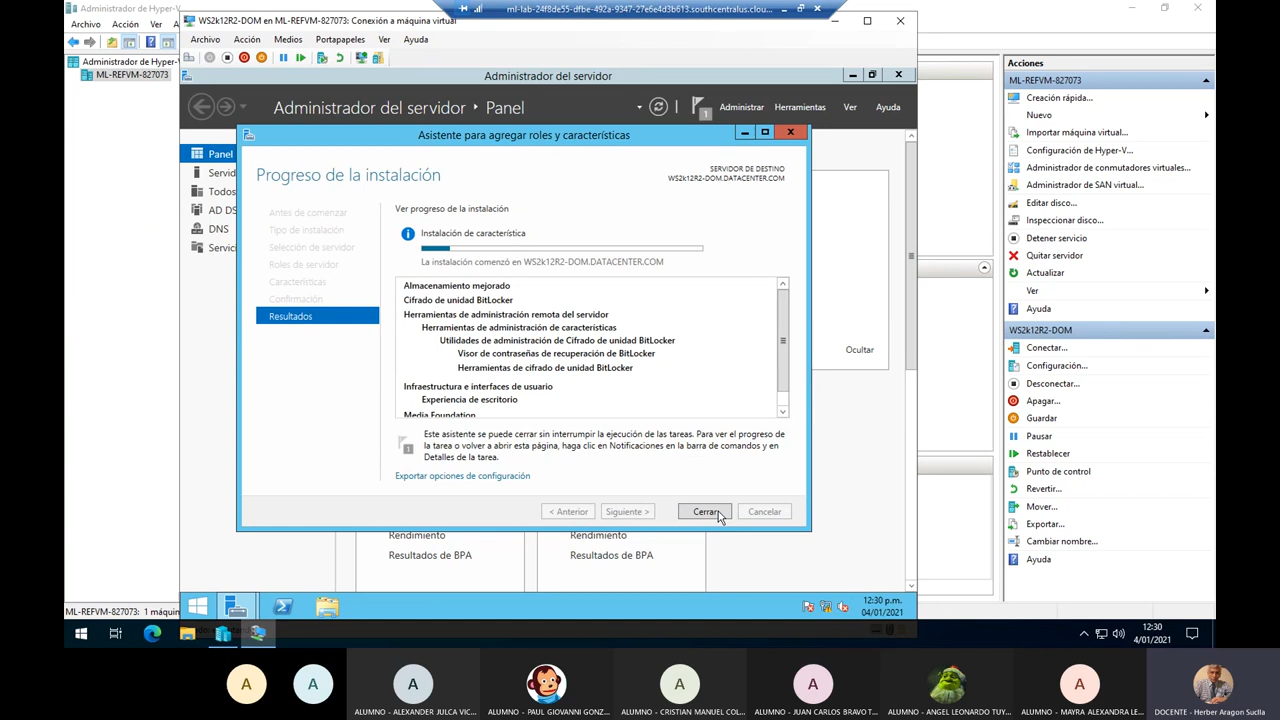 Administrador de Hyper-V
Archivo
Acción
Ver
A
Administrador de Hyper-V
ML-REFVM-827073
ML-REFVM-827073: 1 máquin
ml-lab-24f8de55-dfbe-492a-9347-27e6e4d3b613.southcentralus.clou...
WS2k12R2-DOM en ML-REFVM-827073: Conexión a máquina virtual
Archivo
Acción
Medios
Portapapeles
Ver
Ayuda
Administrador del servidor
Administrador del servidor
Panel
1
Administrar
Herramientas
Ver
Ayuda
Panel
Servid
Todos
AD DS
DNS
Servici
Ocultar
Rendimiento
Resultados de BPA
Rendimiento
Resultados de BPA
Asistente para agregar roles y características
Progreso de la instalación
SERVIDOR DE DESTINO
WS2k12R2-DOM.DATACENTER.COM
Antes de comenzar
Tipo de instalación
Selección de servidor
Roles de servidor
Características
Confirmación
Resultados
Ver progreso de la instalación
Instalación de característica
La instalación comenzó en WS2k12R2-DOM.DATACENTER.COM
Almacenamiento mejorado
Cifrado de unidad BitLocker
Herramientas de administración remota del servidor
Herramientas de administración de características
Utilidades de administración de Cifrado de unidad BitLocker
Visor de contraseñas de recuperación de BitLocker
Herramientas de cifrado de unidad BitLocker
Infraestructura e interfaces de usuario
Experiencia de escritorio
Media Foundation
1
Este asistente se puede cerrar sin interrumpir la ejecución de las tareas. Para ver el progreso de
la tarea o volver a abrir esta página, haga clic en Notificaciones en la barra de comandos y en
Detalles de la tarea.
Exportar opciones de configuración
< Anterior
Siguiente >
Cerrar
Cancelar
12:30 p.m.
04/01/2021
Acciones
ML-REFVM-827073
Creación rápida...
Nuevo
Importar máquina virtual...
Configuración de Hyper-V...
Administrador de conmutadores virtuales...
Administrador de SAN virtual...
Editar disco...
Inspeccionar disco...
Detener servicio
Quitar servidor
Actualizar
Ver
Ayuda
WS2k12R2-DOM
Conectar...
Configuración...
Desconectar...
Apagar...
Guardar
Pausar
Restablecer
Punto de control
Revertir...
Mover...
Exportar...
Cambiar nombre...
Ayuda
12:30
4/01/2021
A
A
A
A
A
A
ALUMNO - ALEXANDER JULCA VIC...
ALUMNO - PAUL GIOVANNI GONZ...
ALUMNO - CRISTIAN MANUEL COL...
ALUMNO - JUAN CARLOS BRAVO T...
ALUMNO - ANGEL LEONARDO TUY...
ALUMNO - MAYRA ALEXANDRA LE...
DOCENTE - Herber Aragon Suclla